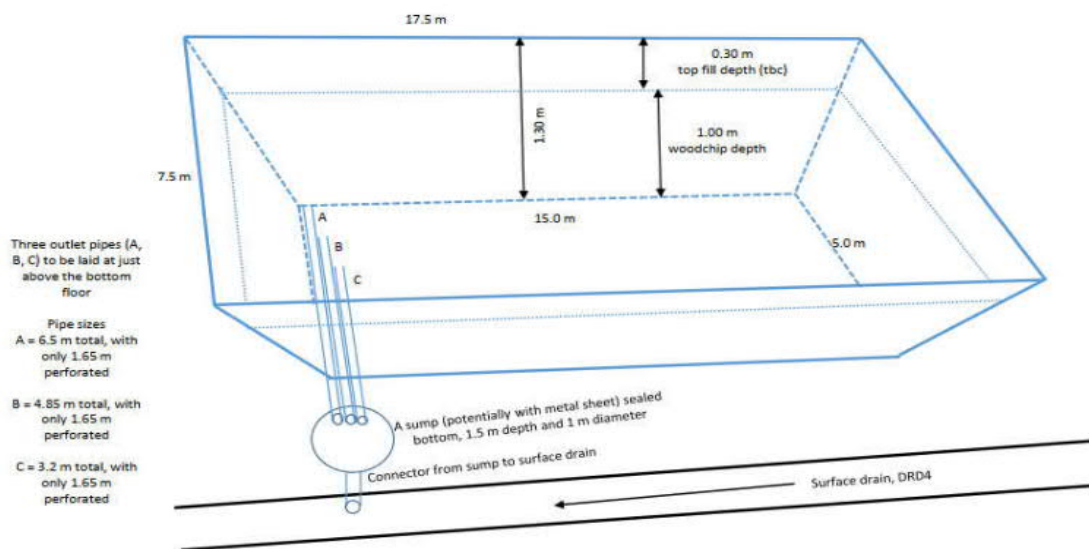 17.5 m
0.30 m
top fill depth (tbc)
1.30 m
1.00 m
woodchip depth
7.5 m
15.0 m
5.0 m
A
B
C
Three outlet pipes (A,
B, C) to be laid at just
above the bottom
floor
Pipe sizes
A = 6.5 m total, with
only 1.65 m
perforated
B = 4.85 m total, with
only 1.65 m
perforated
C = 3.2 m total, with
only 1.65 m
perforated
A sump (potentially with metal sheet) sealed
bottom, 1.5 m depth and 1 m diameter
Connector from sump to surface drain
Surface drain, DRD4